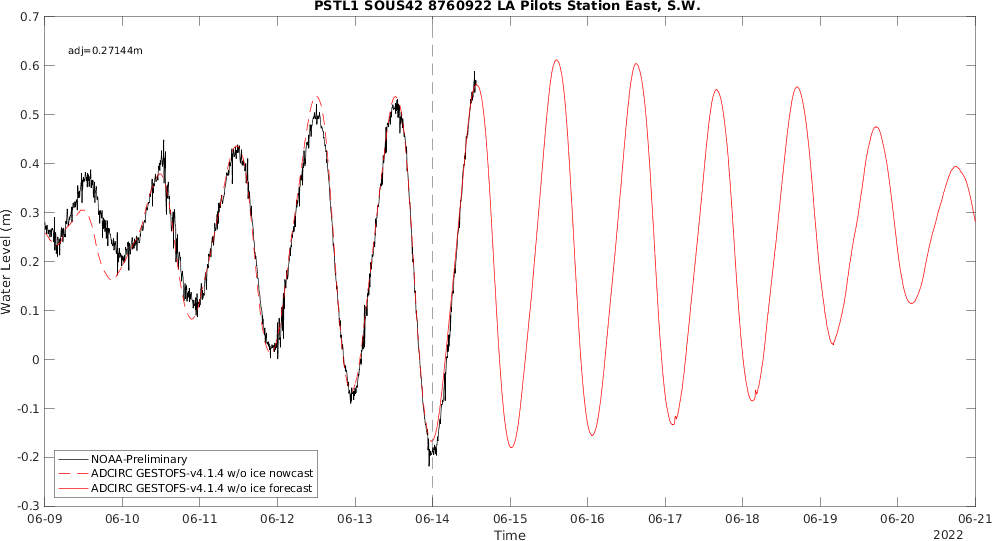 PSTL1 SOUS42 8760922 LA Pilots Station East, S.W.
adj=0.27144m
Water Level (m)
0.7
0.6
0.5
0.4
0.3
0.2
0.1
0
-0.1
-0.2
-0.3
NOAA-Preliminary
ADCIRC GESTOFS-v4.1.4 w/o ice nowcast
ADCIRC GESTOFS-v4.1.4 w/o ice forecast
06-09 06-10 06-11 06-12 06-13 06-14 06-15 06-16 06-17 06-18 06-19 06-20 06-21
Time
2022